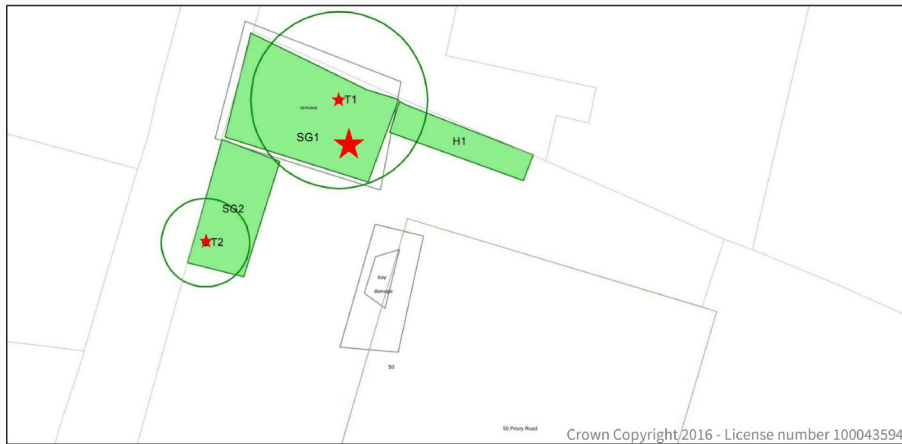 T1
remove
SG1
H1
SG2
T2
bay
damage
50
50 Priory Road
Crown Copyright 2016 - License number 100043594